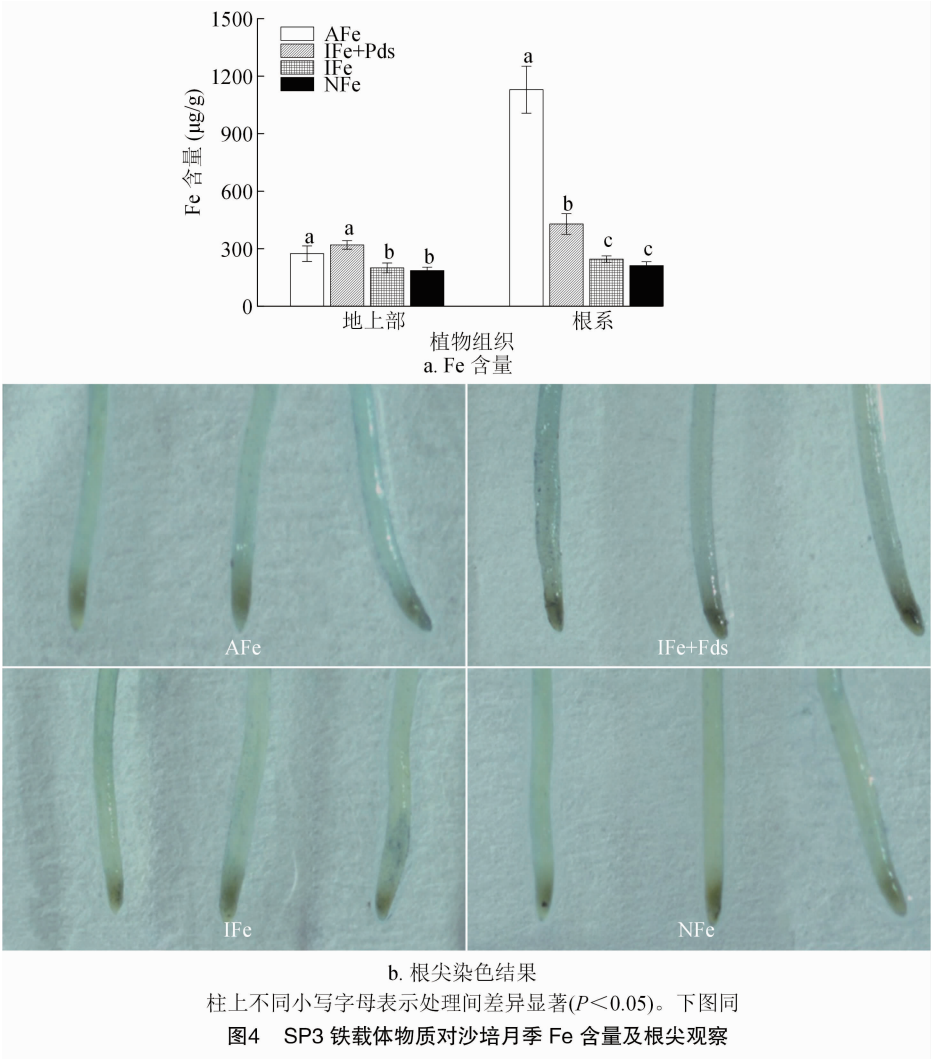 1500
1200
900
600
300
0
Fe 含量 (μg/g)
AFe
IFe+Pds
IFe
NFe
a
a
b
b
a
b
c
c
地上部
根系
植物组织
a. Fe 含量
AFe
IFe+Fds
IFe
NFe
b. 根尖染色结果
柱上不同小写字母表示处理间差异显著(P＜0.05)。下图同
图4 SP3 铁载体物质对沙培月季 Fe 含量及根尖观察